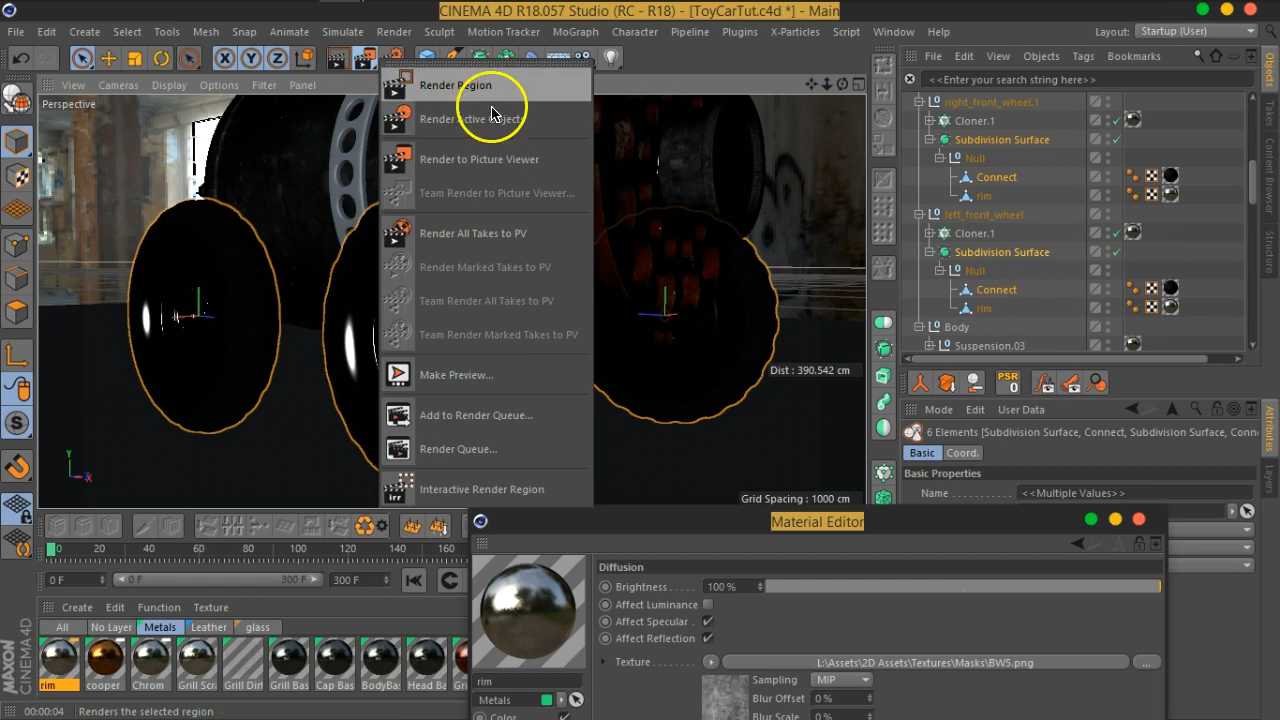 CINEMA 4D R18.057 Studio (RC - R18) - [ToyCarTut.c4d *] - Main
File Edit Create Select Tools Mesh Snap Animate Simulate Render Sculpt Motion Tracker MoGraph Character Pipeline Plugins X-Particles Script Window Help Layout: Startup (User)
X Y Z
View Cameras Display Options Filter Panel
Perspective
Render Region
Render Active Objects
Render to Picture Viewer
Team Render to Picture Viewer...
Render All Takes to PV
Render Marked Takes to PV
Team Render All Takes to PV
Team Render Marked Takes to PV
Make Preview...
Add to Render Queue...
Render Queue...
irr Interactive Render Region
Dist : 390.542 cm
Grid Spacing : 1000 cm
Y
X
File Edit View Objects Tags Bookmarks
<<Enter your search string here>>
right_front_wheel.1
Cloner.1
Subdivision Surface
Null
Connect
rim
left_front_wheel
Cloner.1
Subdivision Surface
Null
Connect
rim
Body
Suspension.03
Objects
Takes
Content Browser
Structure
PSR
0
Mode Edit User Data
6 Elements [Subdivision Surface, Connect, Subdivision Surface, Conn
Basic Coord.
Basic Properties
Name . . . . . . . . . . . <<Multiple Values>>
Attributes
Layers
0 20 40 60 80 100 120 140 160
0 F 0 F 300 F 300 F
Create Edit Function Texture
All No Layer Metals Leather glass
rim cooper Chrom Grill Scr Grill Dirt Grill Bas Cap Bas BodyBas Head Ba
MAXON
CINEMA 4D
00:00:04 Renders the selected region
Material Editor
Diffusion
Brightness . . . . . 100 %
Affect Luminance
Affect Specular .
Affect Reflection
Texture . . . . . . . L:\Assets\2D Assets\Textures\Masks\BW5.png ...
Sampling MIP
Blur Offset 0 %
Blur Scale 0 %
rim
Metals
Color